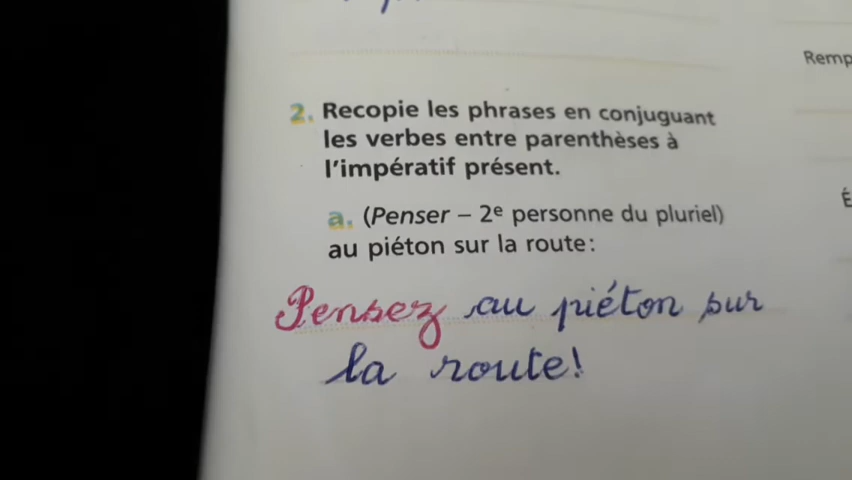 Remp
2. Recopie les phrases en conjuguant
les verbes entre parenthèses à
l'impératif présent.
É
a. (Penser – 2e personne du pluriel)
au piéton sur la route :
Pensez au piéton sur
la route!